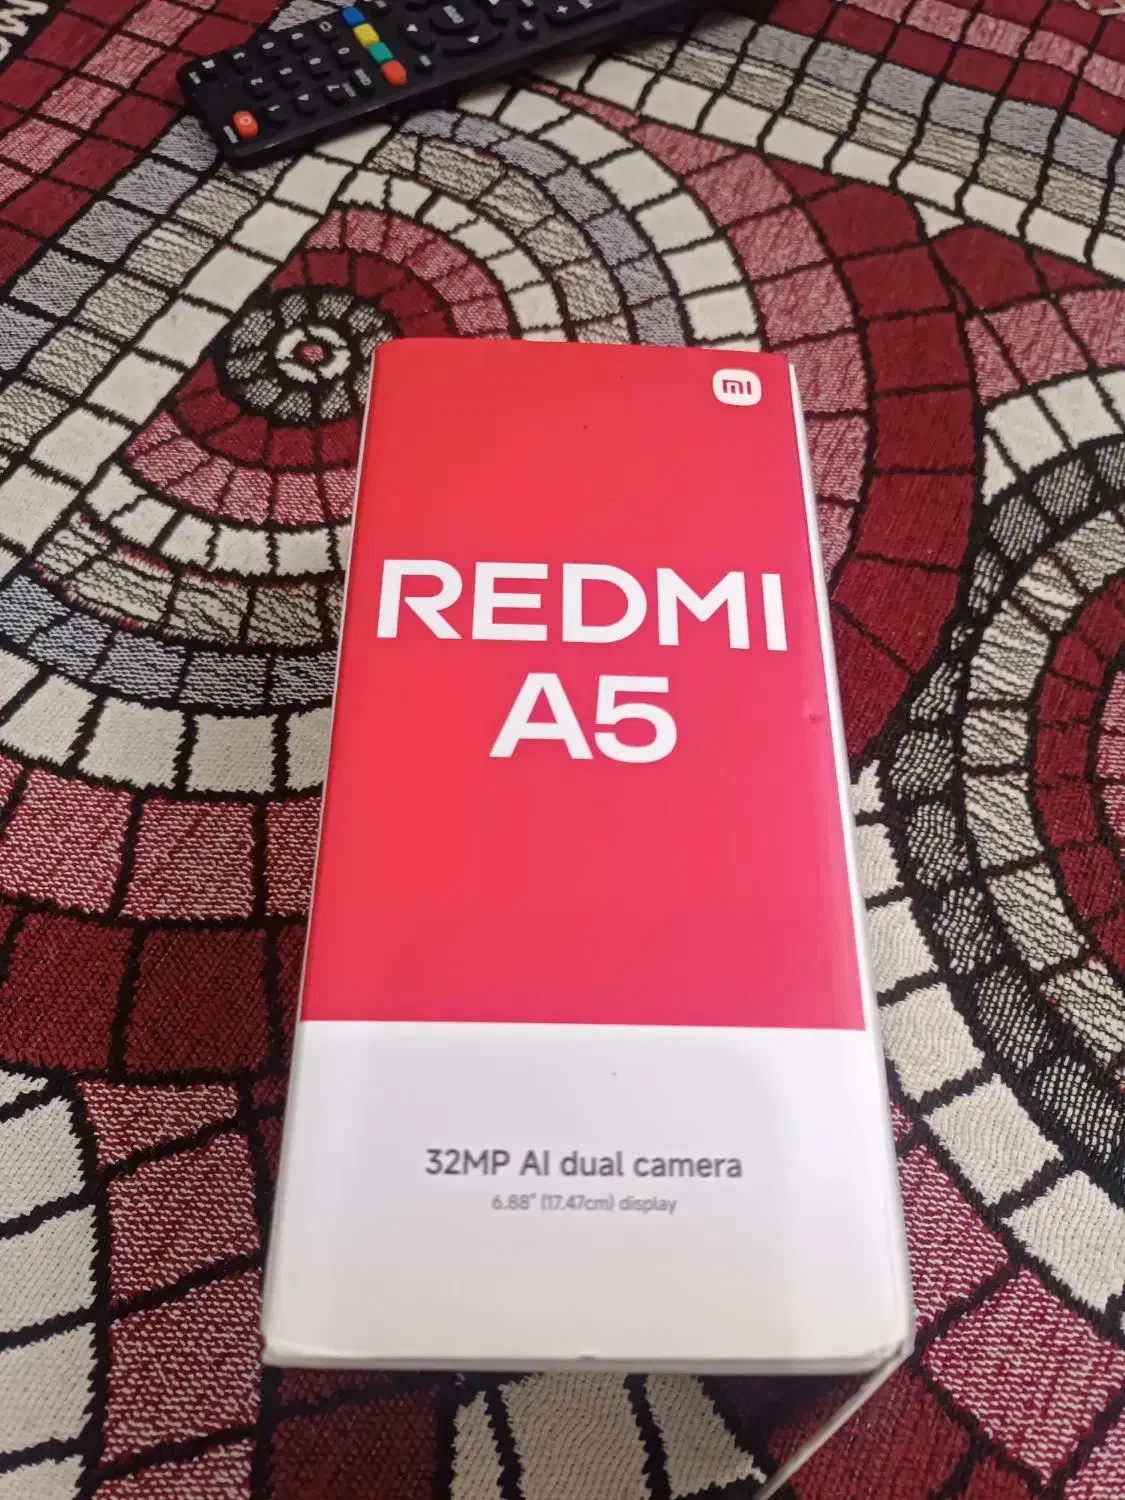 mi
REDMI
A5
32MP AI dual camera
6.88" (17.47cm) display